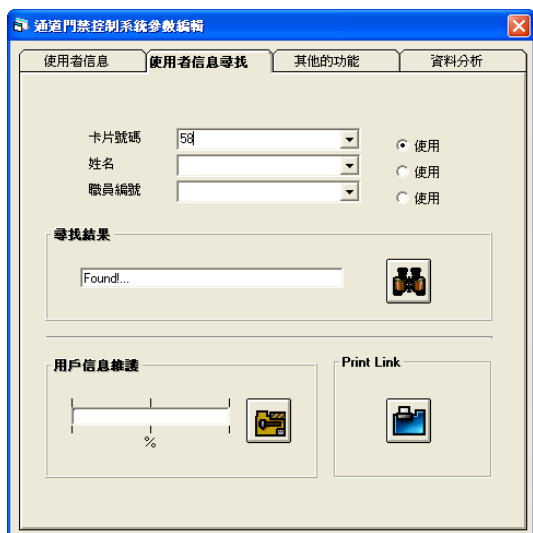 通道門禁控制系統參數編輯
使用者信息 使用者信息尋找 其他的功能 資料分析
卡片號碼 58 使用
姓名 使用
職員編號 使用
尋找結果
Found!...
用戶信息維護 Print Link
%